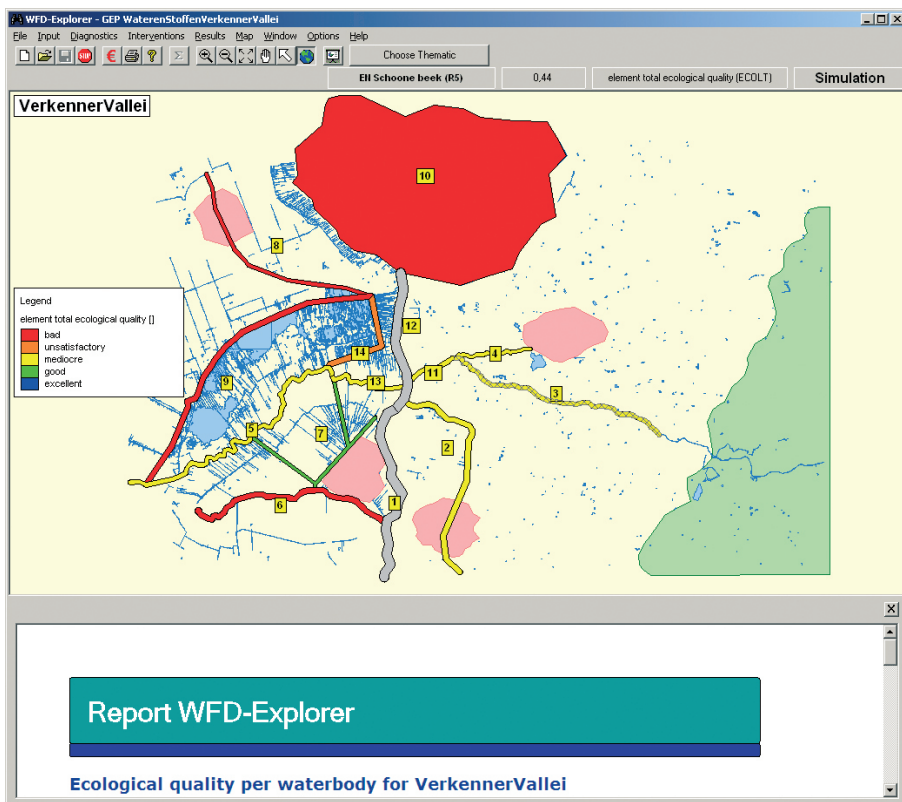 WFD-Explorer - GEP WaterenStoffenVerkennerVallei
File Input Diagnostics Interventions Results Map Window Options Help
STOP € ? Σ Choose Thematic
EII Schoone beek (R5) 0,44 element total ecological quality (ECOLT) Simulation
VerkennerVallei
10
8
Legend
element total ecological quality []
bad
unsatisfactory
mediocre
good
excellent
12
14
4
13
11
9
3
5
7
2
6
1
Report WFD-Explorer
Ecological quality per waterbody for VerkennerVallei